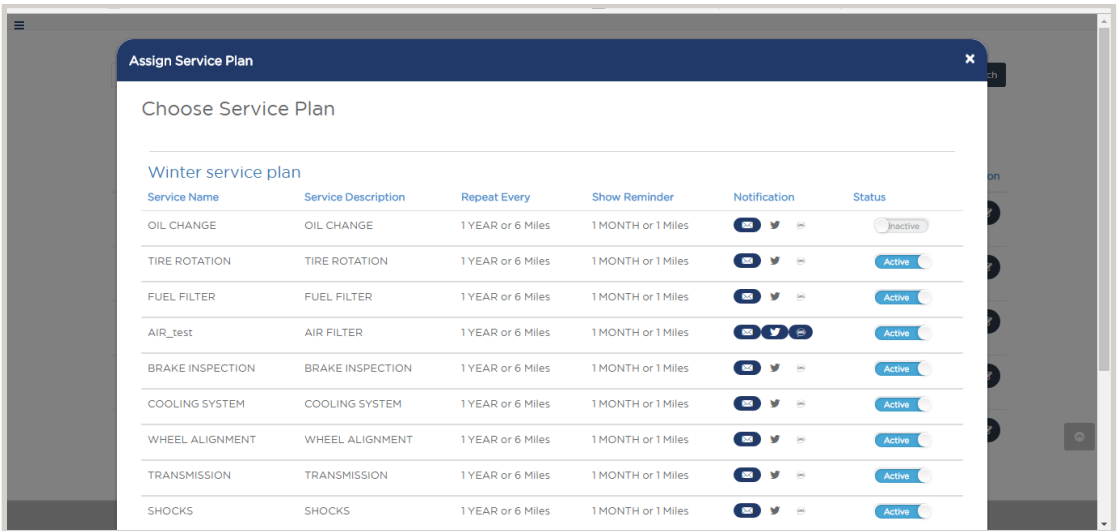 Assign Service Plan ×
ch
Choose Service Plan
Winter service plan
on
Service Name Service Description Repeat Every Show Reminder Notification Status
OIL CHANGE OIL CHANGE 1 YEAR or 6 Miles 1 MONTH or 1 Miles Inactive
TIRE ROTATION TIRE ROTATION 1 YEAR or 6 Miles 1 MONTH or 1 Miles Active
FUEL FILTER FUEL FILTER 1 YEAR or 6 Miles 1 MONTH or 1 Miles Active
AIR_test AIR FILTER 1 YEAR or 6 Miles 1 MONTH or 1 Miles Active
BRAKE INSPECTION BRAKE INSPECTION 1 YEAR or 6 Miles 1 MONTH or 1 Miles Active
COOLING SYSTEM COOLING SYSTEM 1 YEAR or 6 Miles 1 MONTH or 1 Miles Active
WHEEL ALIGNMENT WHEEL ALIGNMENT 1 YEAR or 6 Miles 1 MONTH or 1 Miles Active
TRANSMISSION TRANSMISSION 1 YEAR or 6 Miles 1 MONTH or 1 Miles Active
SHOCKS SHOCKS 1 YEAR or 6 Miles 1 MONTH or 1 Miles Active